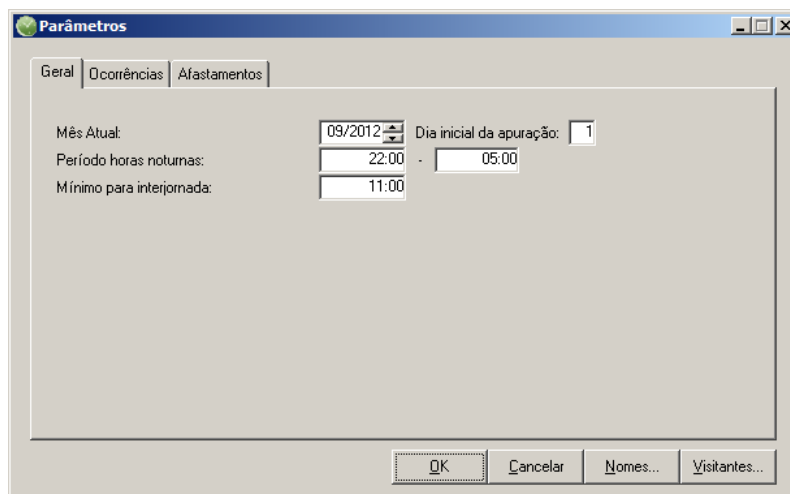 Parâmetros
Geral Ocorrências Afastamentos
Mês Atual: 09/2012 Dia inicial da apuração: 1
Período horas noturnas: 22:00 - 05:00
Mínimo para interjornada: 11:00
OK Cancelar Nomes... Visitantes...